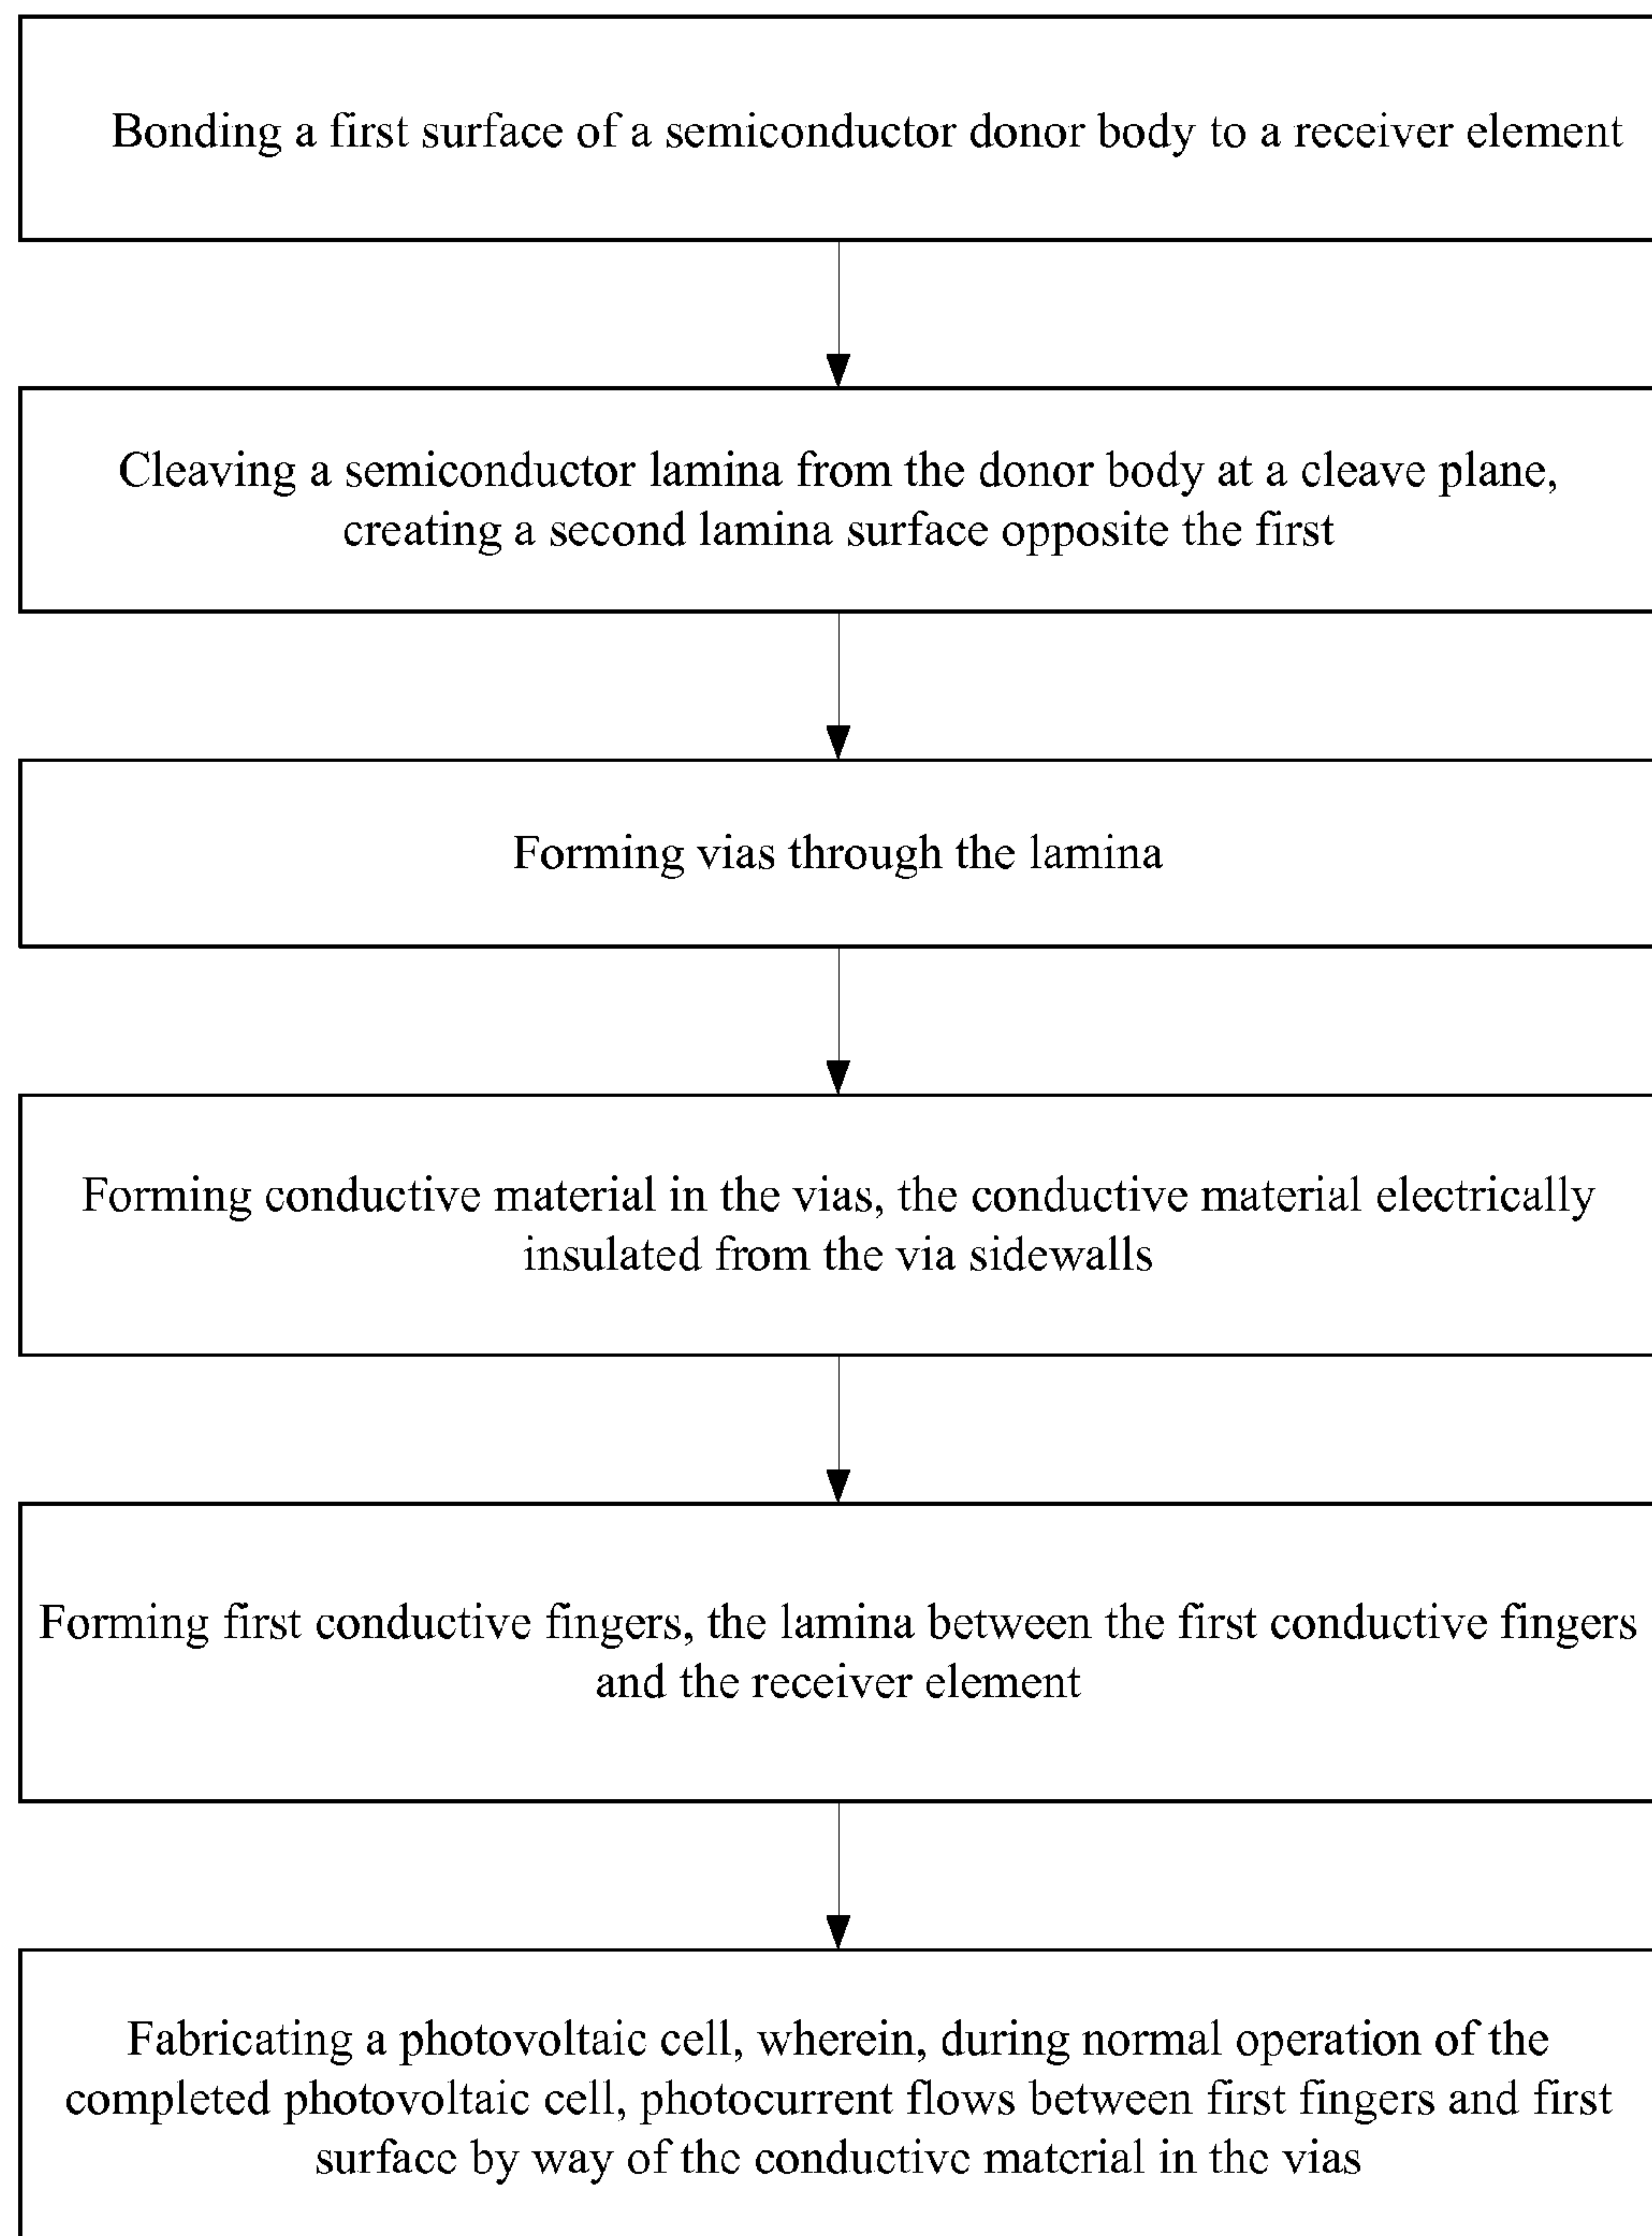 Bonding a first surface of a semiconductor donor body to a receiver element
Cleaving a semiconductor lamina from the donor body at a cleave plane,
creating a second lamina surface opposite the first
Forming vias through the lamina
Forming conductive material in the vias, the conductive material electrically
insulated from the via sidewalls
Forming first conductive fingers, the lamina between the first conductive fingers
and the receiver element
Fabricating a photovoltaic cell, wherein, during normal operation of the
completed photovoltaic cell, photocurrent flows between first fingers and first
surface by way of the conductive material in the vias